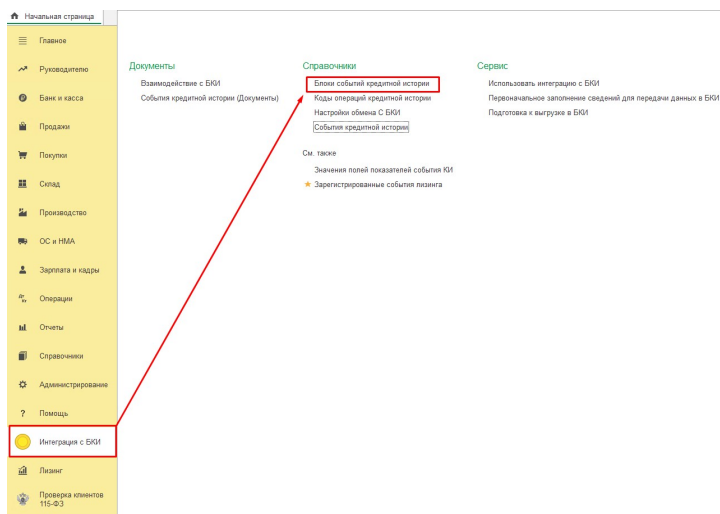 Начальная страница
Главное
Руководителю
Банк и касса
Продажи
Покупки
Склад
Производство
ОС и НМА
Зарплата и кадры
Операции
Отчеты
Справочники
Администрирование
Помощь
Интеграция с БКИ
Лизинг
Проверка клиентов
115-ФЗ
Документы
Взаимодействие с БКИ
События кредитной истории (Документы)
Справочники
Блоки событий кредитной истории
Коды операций кредитной истории
Настройки обмена С БКИ
События кредитной истории
См. также
Значения полей показателей события КИ
Зарегистрированные события лизинга
Сервис
Использовать интеграцию с БКИ
Первоначальное заполнение сведений для передачи данных в БКИ
Подготовка к выгрузке в БКИ